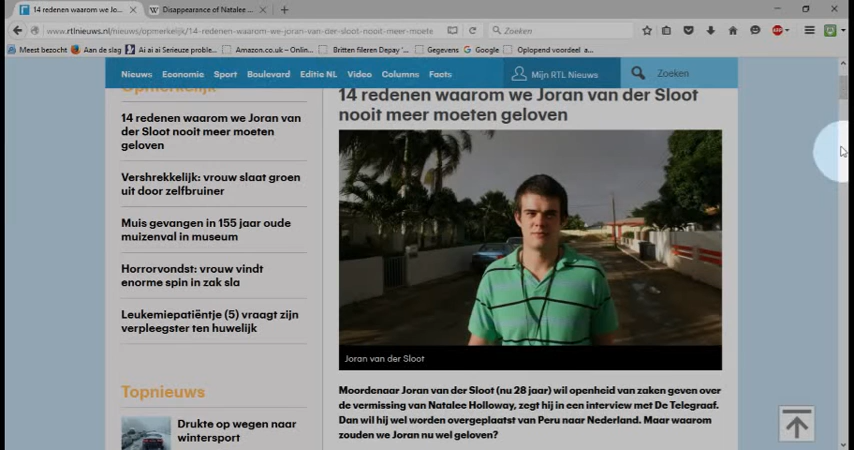 14 redenen waarom we Jo...
Disappearance of Natalee ...
www.rtlnieuws.nl/nieuws/opmerkelijk/14-redenen-waarom-we-joran-van-der-sloot-nooit-meer-moete
Zoeken
Meest bezocht
Aan de slag
Ai ai ai Serieuze proble...
Amazon.co.uk – Onlin...
Britten fileren Depay '...
Gegevens
Google
Oplopend voordeel a...
Nieuws
Economie
Sport
Boulevard
Editie NL
Video
Columns
Facts
Mijn RTL Nieuws
Zoeken
Opmerkelijk
14 redenen waarom we Joran van
der Sloot nooit meer moeten
geloven
Vershrekkelijk: vrouw slaat groen
uit door zelfbruiner
Muis gevangen in 155 jaar oude
muizenval in museum
Horrorvondst: vrouw vindt
enorme spin in zak sla
Leukemiepatiëntje (5) vraagt zijn
verpleegster ten huwelijk
Topnieuws
Drukte op wegen naar
wintersport
14 redenen waarom we Joran van der Sloot
nooit meer moeten geloven
Joran van der Sloot
Moordenaar Joran van der Sloot (nu 28 jaar) wil openheid van zaken geven over
de vermissing van Natalee Holloway, zegt hij in een interview met De Telegraaf.
Dan wil hij wel worden overgeplaatst van Peru naar Nederland. Maar waarom
zouden we Joran nu wel geloven?